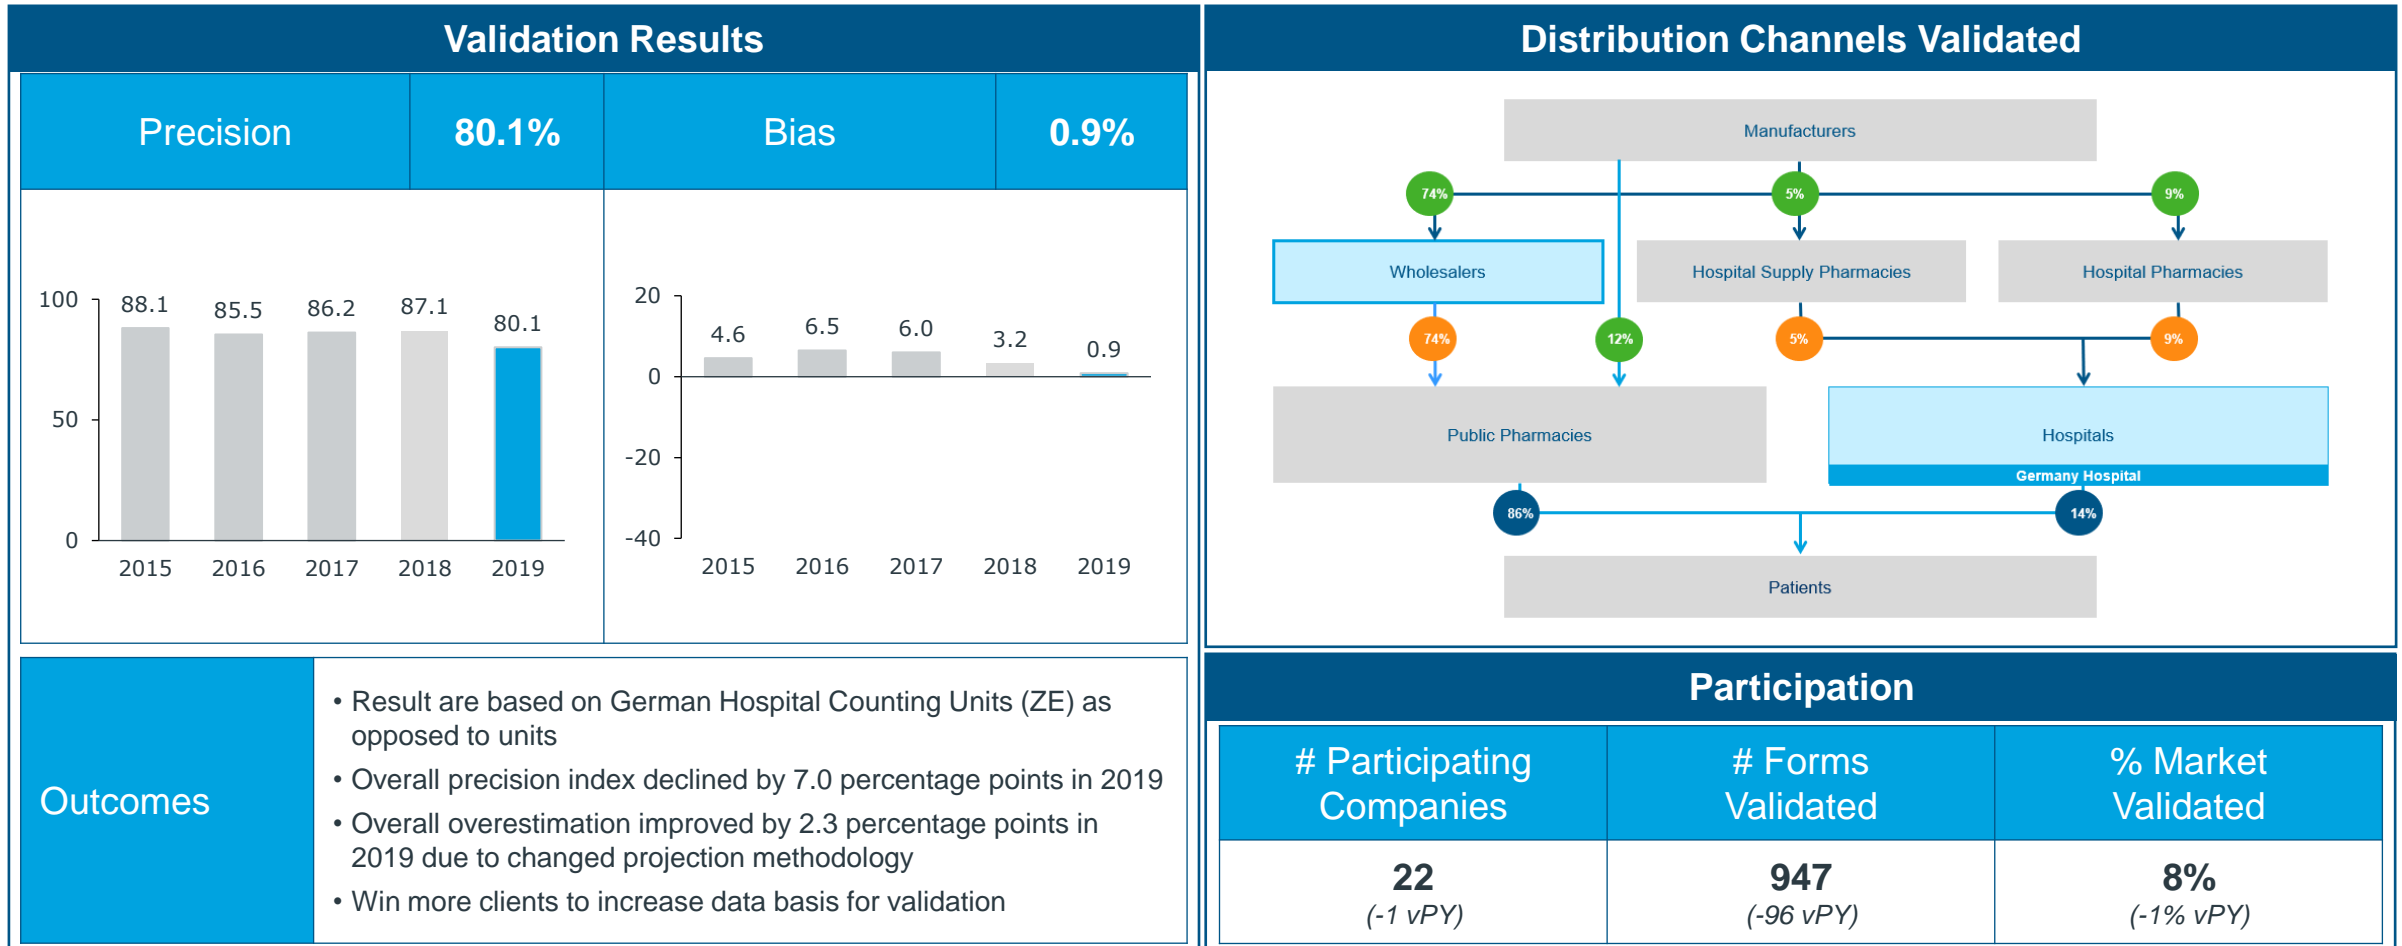 Validation Results
Precision
80.1%
Bias
0.9%
100
50
0
88.1
85.5
86.2
87.1
80.1
2015
2016
2017
2018
2019
20
0
-20
-40
4.6
6.5
6.0
3.2
0.9
2015
2016
2017
2018
2019
Outcomes
• Result are based on German Hospital Counting Units (ZE) as
opposed to units
• Overall precision index declined by 7.0 percentage points in 2019
• Overall overestimation improved by 2.3 percentage points in
2019 due to changed projection methodology
• Win more clients to increase data basis for validation
Distribution Channels Validated
Manufacturers
74%
5%
9%
Wholesalers
Hospital Supply Pharmacies
Hospital Pharmacies
74%
12%
5%
9%
Public Pharmacies
Hospitals
Germany Hospital
86%
14%
Patients
Participation
# Participating
Companies
# Forms
Validated
% Market
Validated
22
(-1 vPY)
947
(-96 vPY)
8%
(-1% vPY)